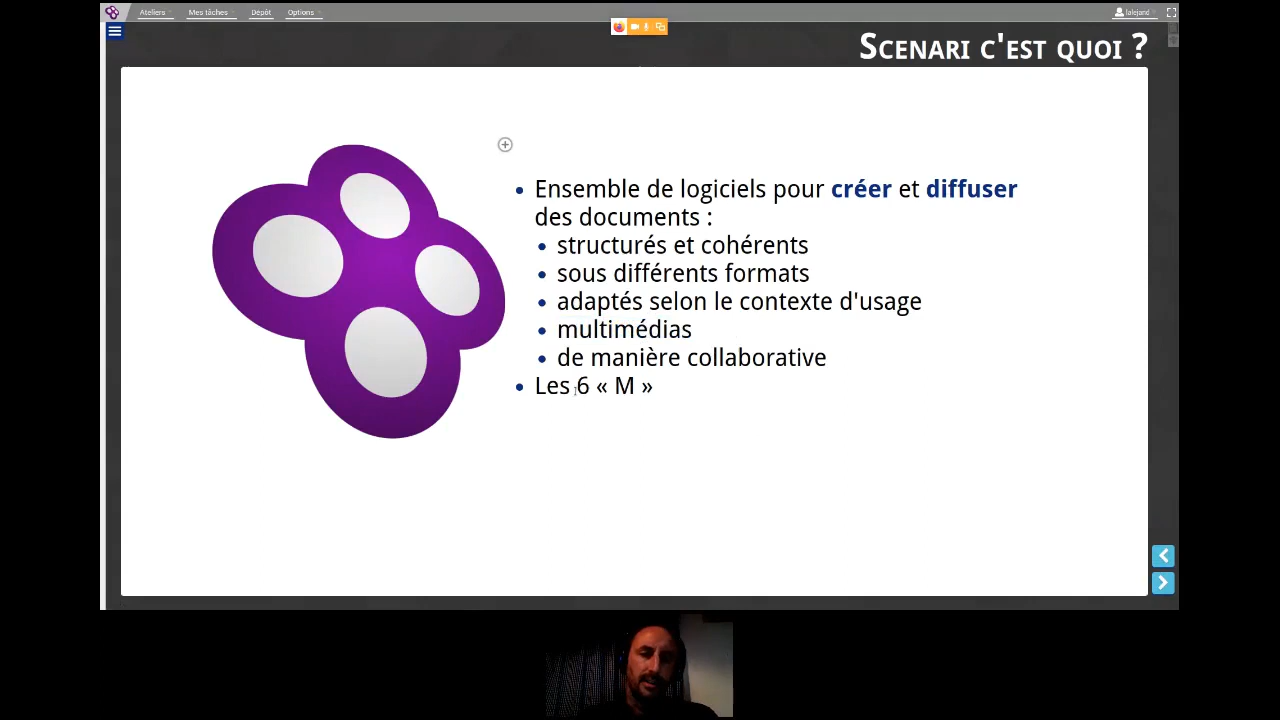 Ateliers Mes tâches Dépôt Options lalejand
Scenari c'est quoi ?
Ensemble de logiciels pour créer et diffuser
des documents :
structurés et cohérents
sous différents formats
adaptés selon le contexte d'usage
multimédias
de manière collaborative
Les 6 « M »